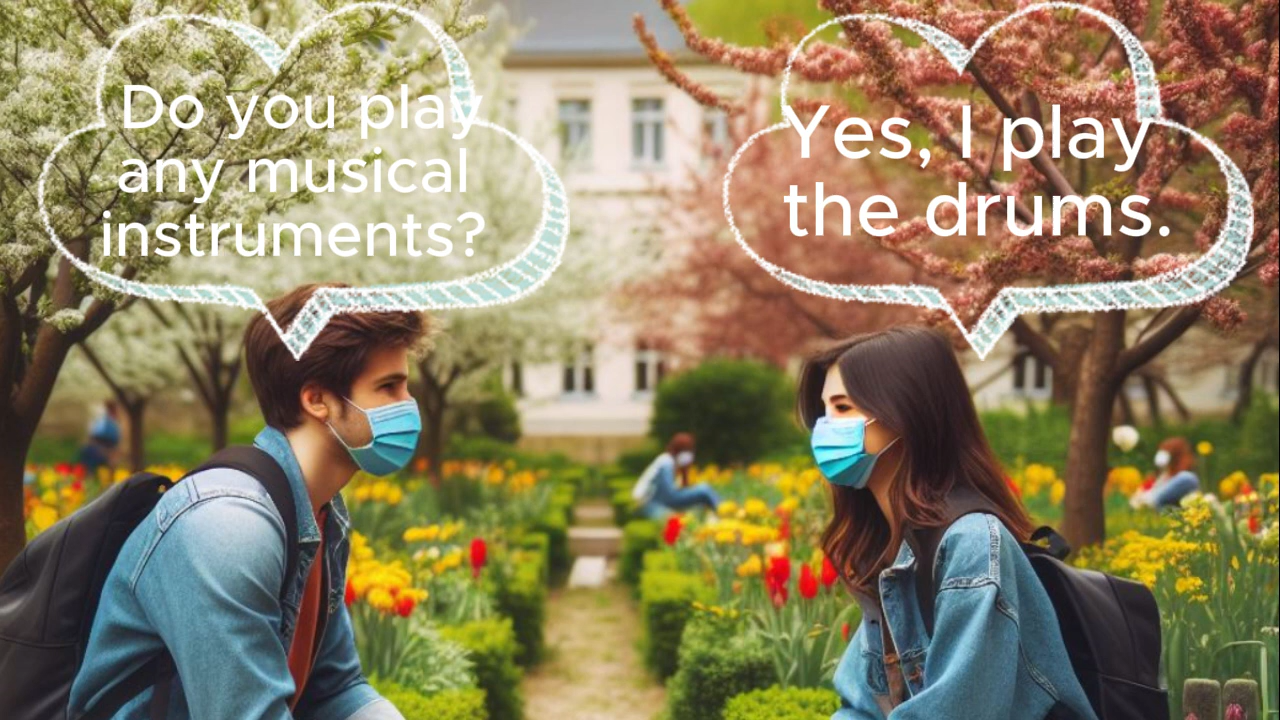 Do you play
any musical
instruments?
Yes, I play
the drums.